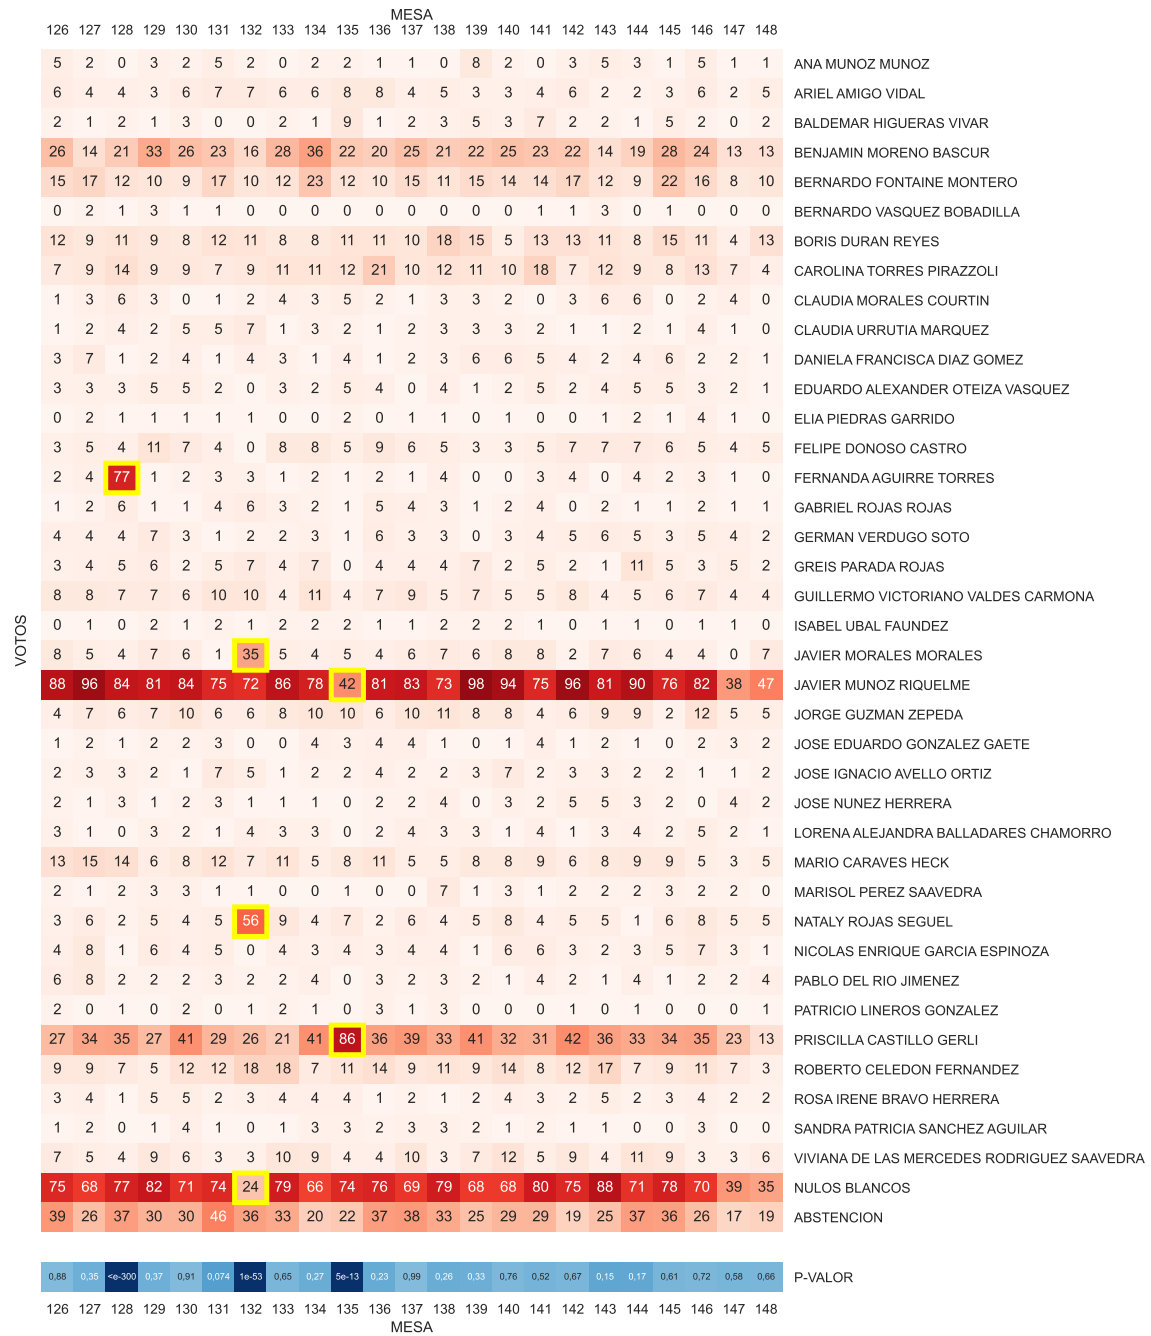 MESA
126 127 128 129 130 131 132 133 134 135 136 137 138 139 140 141 142 143 144 145 146 147 148
5 2 0 3 2 5 2 0 2 2 1 1 0 8 2 0 3 5 3 1 5 1 1 ANA MUNOZ MUNOZ
6 4 4 3 6 7 7 6 6 8 8 4 5 3 3 4 6 2 2 3 6 2 5 ARIEL AMIGO VIDAL
2 1 2 1 3 0 0 2 1 9 1 2 3 5 3 7 2 2 1 5 2 0 2 BALDEMAR HIGUERAS VIVAR
26 14 21 33 26 23 16 28 36 22 20 25 21 22 25 23 22 14 19 28 24 13 13 BENJAMIN MORENO BASCUR
15 17 12 10 9 17 10 12 23 12 10 15 11 15 14 14 17 12 9 22 16 8 10 BERNARDO FONTAINE MONTERO
0 2 1 3 1 1 0 0 0 0 0 0 0 0 0 1 1 3 0 1 0 0 0 BERNARDO VASQUEZ BOBADILLA
12 9 11 9 8 12 11 8 8 11 11 10 18 15 5 13 13 11 8 15 11 4 13 BORIS DURAN REYES
7 9 14 9 9 7 9 11 11 12 21 10 12 11 10 18 7 12 9 8 13 7 4 CAROLINA TORRES PIRAZZOLI
1 3 6 3 0 1 2 4 3 5 2 1 3 3 2 0 3 6 6 0 2 4 0 CLAUDIA MORALES COURTIN
1 2 4 2 5 5 7 1 3 2 1 2 3 3 3 2 1 1 2 1 4 1 0 CLAUDIA URRUTIA MARQUEZ
3 7 1 2 4 1 4 3 1 4 1 2 3 6 6 5 4 2 4 6 2 2 1 DANIELA FRANCISCA DIAZ GOMEZ
3 3 3 5 5 2 0 3 2 5 4 0 4 1 2 5 2 4 5 5 3 2 1 EDUARDO ALEXANDER OTEIZA VASQUEZ
0 2 1 1 1 1 1 0 0 2 0 1 1 0 1 0 0 1 2 1 4 1 0 ELIA PIEDRAS GARRIDO
3 5 4 11 7 4 0 8 8 5 9 6 5 3 3 5 7 7 7 6 5 4 5 FELIPE DONOSO CASTRO
2 4 77 1 2 3 3 1 2 1 2 1 4 0 0 3 4 0 4 2 3 1 0 FERNANDA AGUIRRE TORRES
1 2 6 1 1 4 6 3 2 1 5 4 3 1 2 4 0 2 1 1 2 1 1 GABRIEL ROJAS ROJAS
4 4 4 7 3 1 2 2 3 1 6 3 3 0 3 4 5 6 5 3 5 4 2 GERMAN VERDUGO SOTO
3 4 5 6 2 5 7 4 7 0 4 4 4 7 2 5 2 1 11 5 3 5 2 GREIS PARADA ROJAS
8 8 7 7 6 10 10 4 11 4 7 9 5 7 5 5 8 4 5 6 7 4 4 GUILLERMO VICTORIANO VALDES CARMONA
0 1 0 2 1 2 1 2 2 2 1 1 2 2 2 1 0 1 1 0 1 1 0 ISABEL UBAL FAUNDEZ
VOTOS
8 5 4 7 6 1 35 5 4 5 4 6 7 6 8 8 2 7 6 4 4 0 7 JAVIER MORALES MORALES
88 96 84 81 84 75 72 86 78 42 81 83 73 98 94 75 96 81 90 76 82 38 47 JAVIER MUNOZ RIQUELME
4 7 6 7 10 6 6 8 10 10 6 10 11 8 8 4 6 9 9 2 12 5 5 JORGE GUZMAN ZEPEDA
1 2 1 2 2 3 0 0 4 3 4 4 1 0 1 4 1 2 1 0 2 3 2 JOSE EDUARDO GONZALEZ GAETE
2 3 3 2 1 7 5 1 2 2 4 2 2 3 7 2 3 3 2 2 1 1 2 JOSE IGNACIO AVELLO ORTIZ
2 1 3 1 2 3 1 1 1 0 2 2 4 0 3 2 5 5 3 2 0 4 2 JOSE NUNEZ HERRERA
3 1 0 3 2 1 4 3 3 0 2 4 3 3 1 4 1 3 4 2 5 2 1 LORENA ALEJANDRA BALLADARES CHAMORRO
13 15 14 6 8 12 7 11 5 8 11 5 5 8 8 9 6 8 9 9 5 3 5 MARIO CARAVES HECK
2 1 2 3 3 1 1 0 0 1 0 0 7 1 3 1 2 2 2 3 2 2 0 MARISOL PEREZ SAAVEDRA
3 6 2 5 4 5 56 9 4 7 2 6 4 5 8 4 5 5 1 6 8 5 5 NATALY ROJAS SEGUEL
4 8 1 6 4 5 0 4 3 4 3 4 4 1 6 6 3 2 3 5 7 3 1 NICOLAS ENRIQUE GARCIA ESPINOZA
6 8 2 2 2 3 2 2 4 0 3 2 3 2 1 4 2 1 4 1 2 2 4 PABLO DEL RIO JIMENEZ
2 0 1 0 2 0 1 2 1 0 3 1 3 0 0 0 1 0 1 0 0 0 1 PATRICIO LINEROS GONZALEZ
27 34 35 27 41 29 26 21 41 86 36 39 33 41 32 31 42 36 33 34 35 23 13 PRISCILLA CASTILLO GERLI
9 9 7 5 12 12 18 18 7 11 14 9 11 9 14 8 12 17 7 9 11 7 3 ROBERTO CELEDON FERNANDEZ
3 4 1 5 5 2 3 4 4 4 1 2 1 2 4 3 2 5 2 3 4 2 2 ROSA IRENE BRAVO HERRERA
1 2 0 1 4 1 0 1 3 3 2 3 3 2 1 2 1 1 0 0 3 0 0 SANDRA PATRICIA SANCHEZ AGUILAR
7 5 4 9 6 3 3 10 9 4 4 10 3 7 12 5 9 4 11 9 3 3 6 VIVIANA DE LAS MERCEDES RODRIGUEZ SAAVEDRA
75 68 77 82 71 74 24 79 66 74 76 69 79 68 68 80 75 88 71 78 70 39 35 NULOS BLANCOS
39 26 37 30 30 46 36 33 20 22 37 38 33 25 29 29 19 25 37 36 26 17 19 ABSTENCION
0,88 0,35 <e-300 0,37 0,91 0,074 1e-53 0,65 0,27 5e-13 0,23 0,99 0,26 0,33 0,76 0,52 0,67 0,15 0,17 0,61 0,72 0,58 0,66 P-VALOR
126 127 128 129 130 131 132 133 134 135 136 137 138 139 140 141 142 143 144 145 146 147 148
MESA